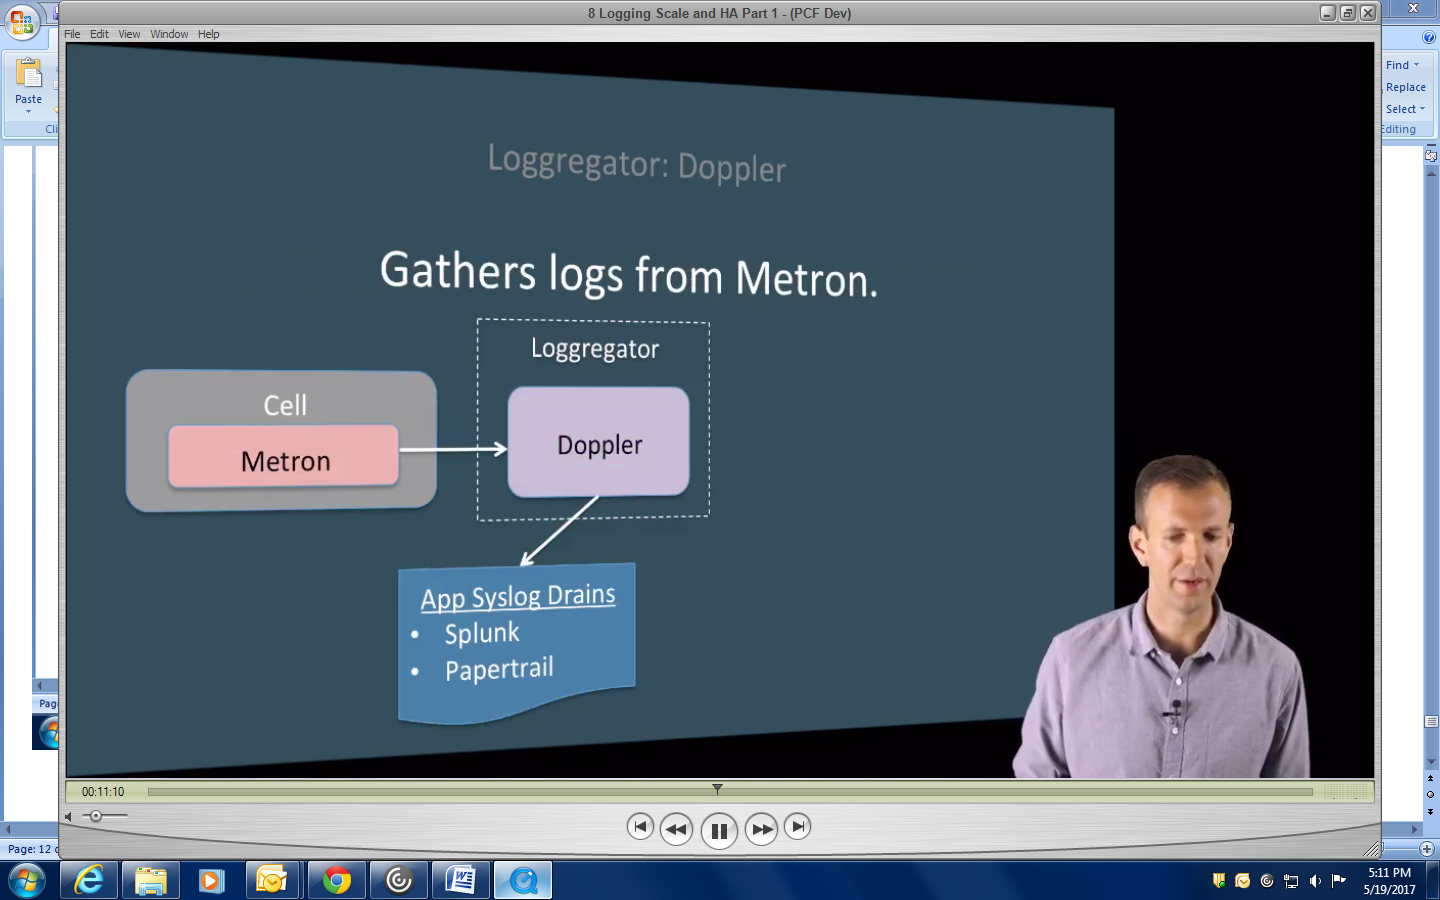 8 Logging Scale and HA Part 1 - (PCF Dev)
File Edit View Window Help
Find
Paste
Replace
Select
Editing
Loggregator: Doppler
Gathers logs from Metron.
Loggregator
Cell
Metron
Doppler
App Syslog Drains
• Splunk
• Papertrail
00:11:10
Page: 12
5:11 PM
5/19/2017